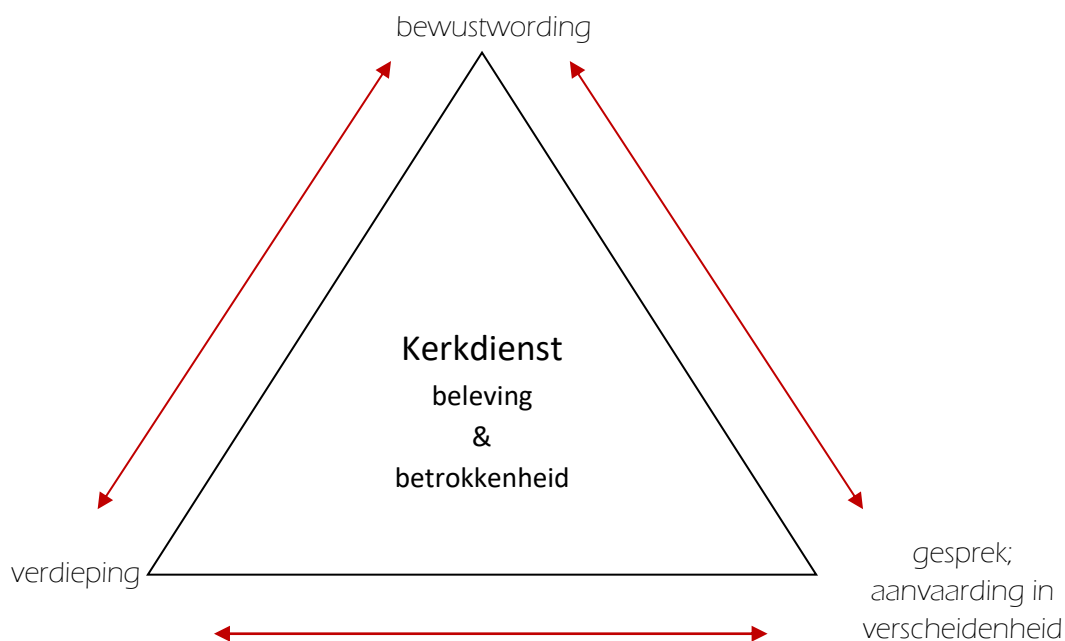 bewustwording
Kerkdienst
beleving
&
betrokkenheid
verdieping
gesprek;
aanvaarding in
verscheidenheid